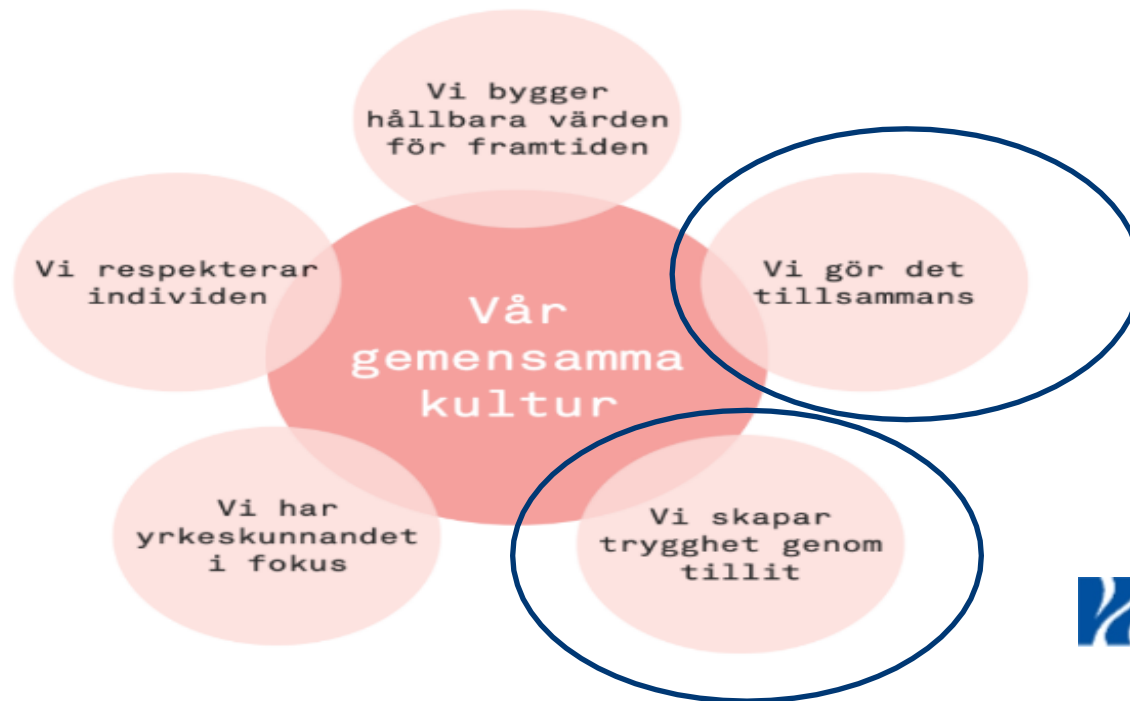 Vi bygger
hållbara värden
för framtiden
Vi respekterar
individen
Vi gör det
tillsammans
Vår
gemensamma
kultur
Vi har
yrkeskunnandet
i fokus
Vi skapar
trygghet genom
tillit